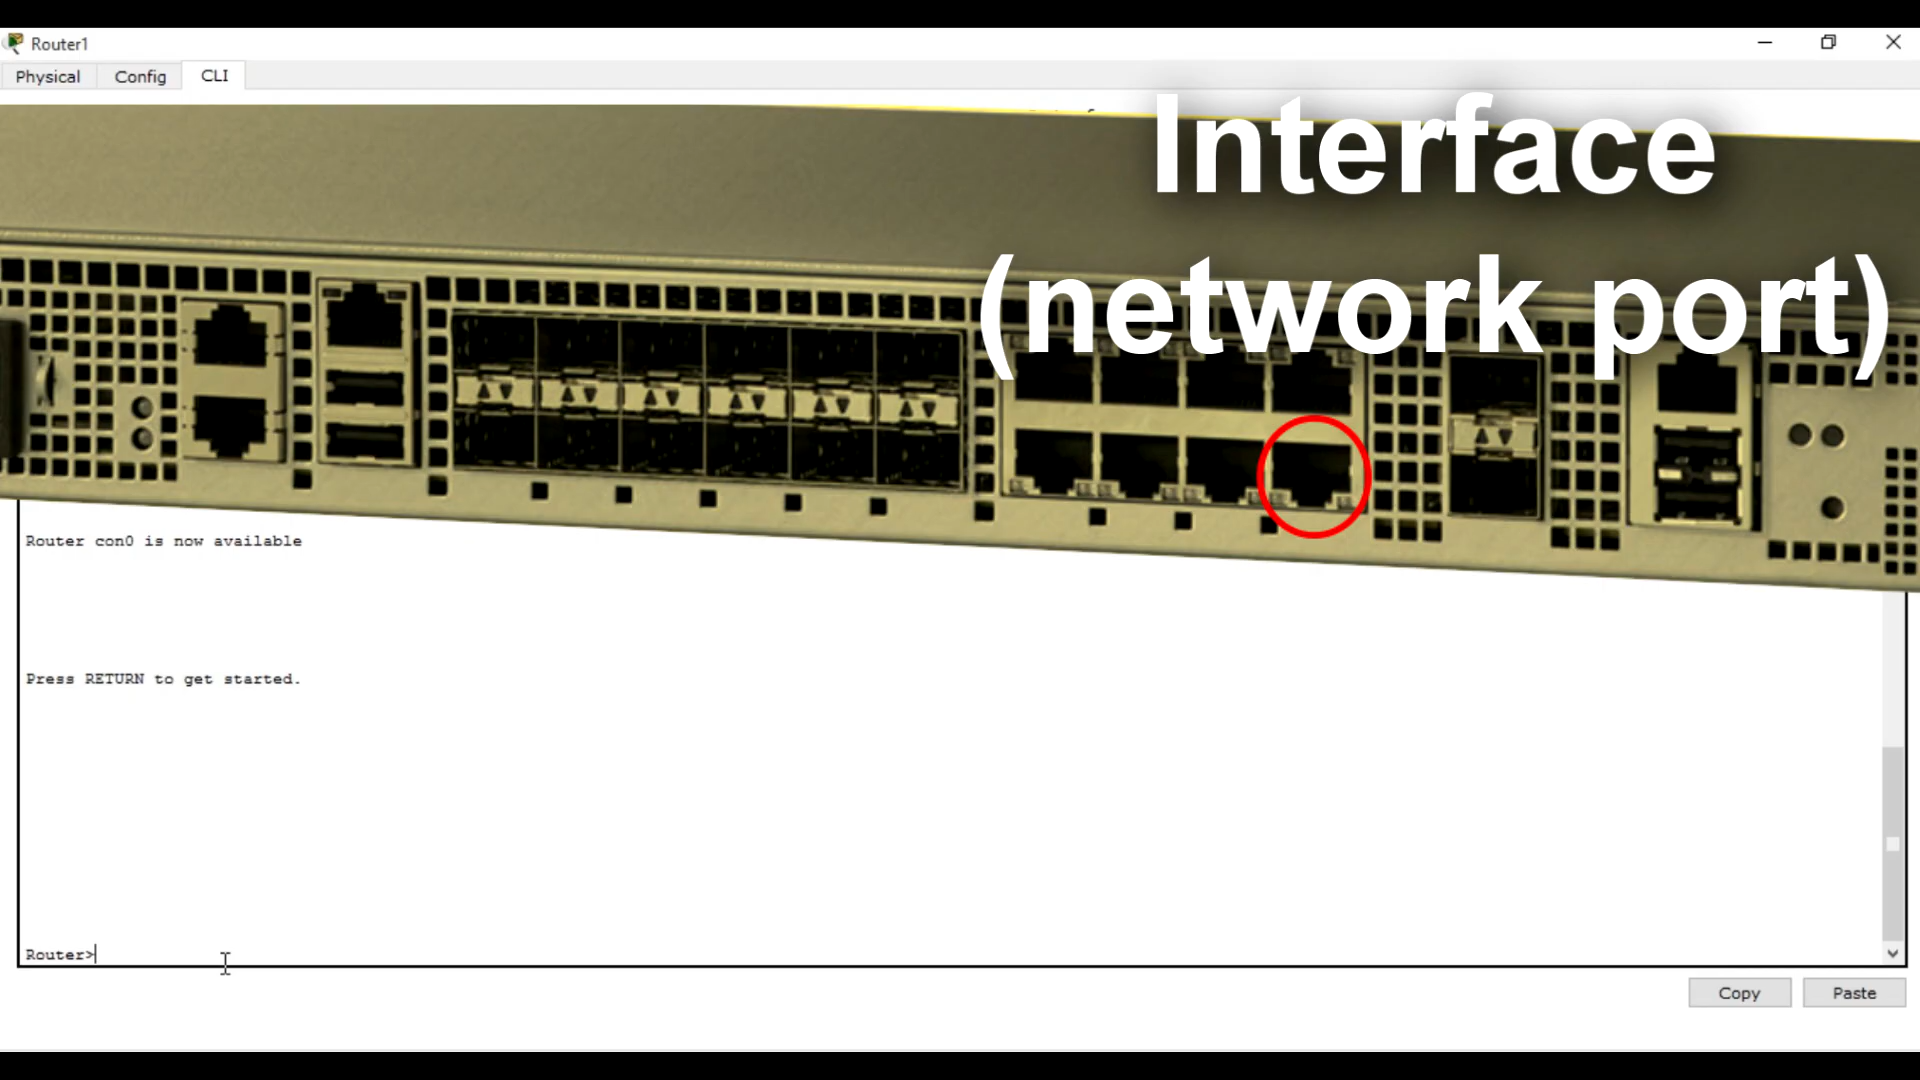 Router1
Physical Config CLI
Interface
(network port)
Router con0 is now available
Press RETURN to get started.
Router>
Copy Paste